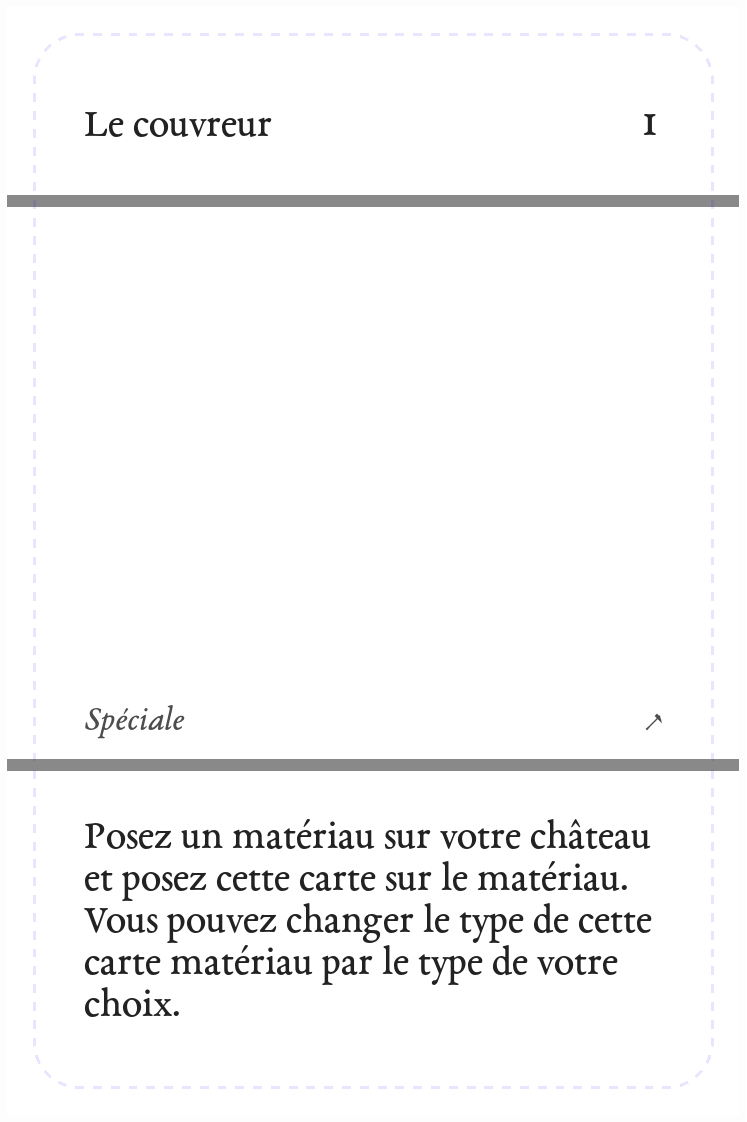 Le couvreur
1
Spéciale
Posez un matériau sur votre château
et posez cette carte sur le matériau.
Vous pouvez changer le type de cette
carte matériau par le type de votre
choix.